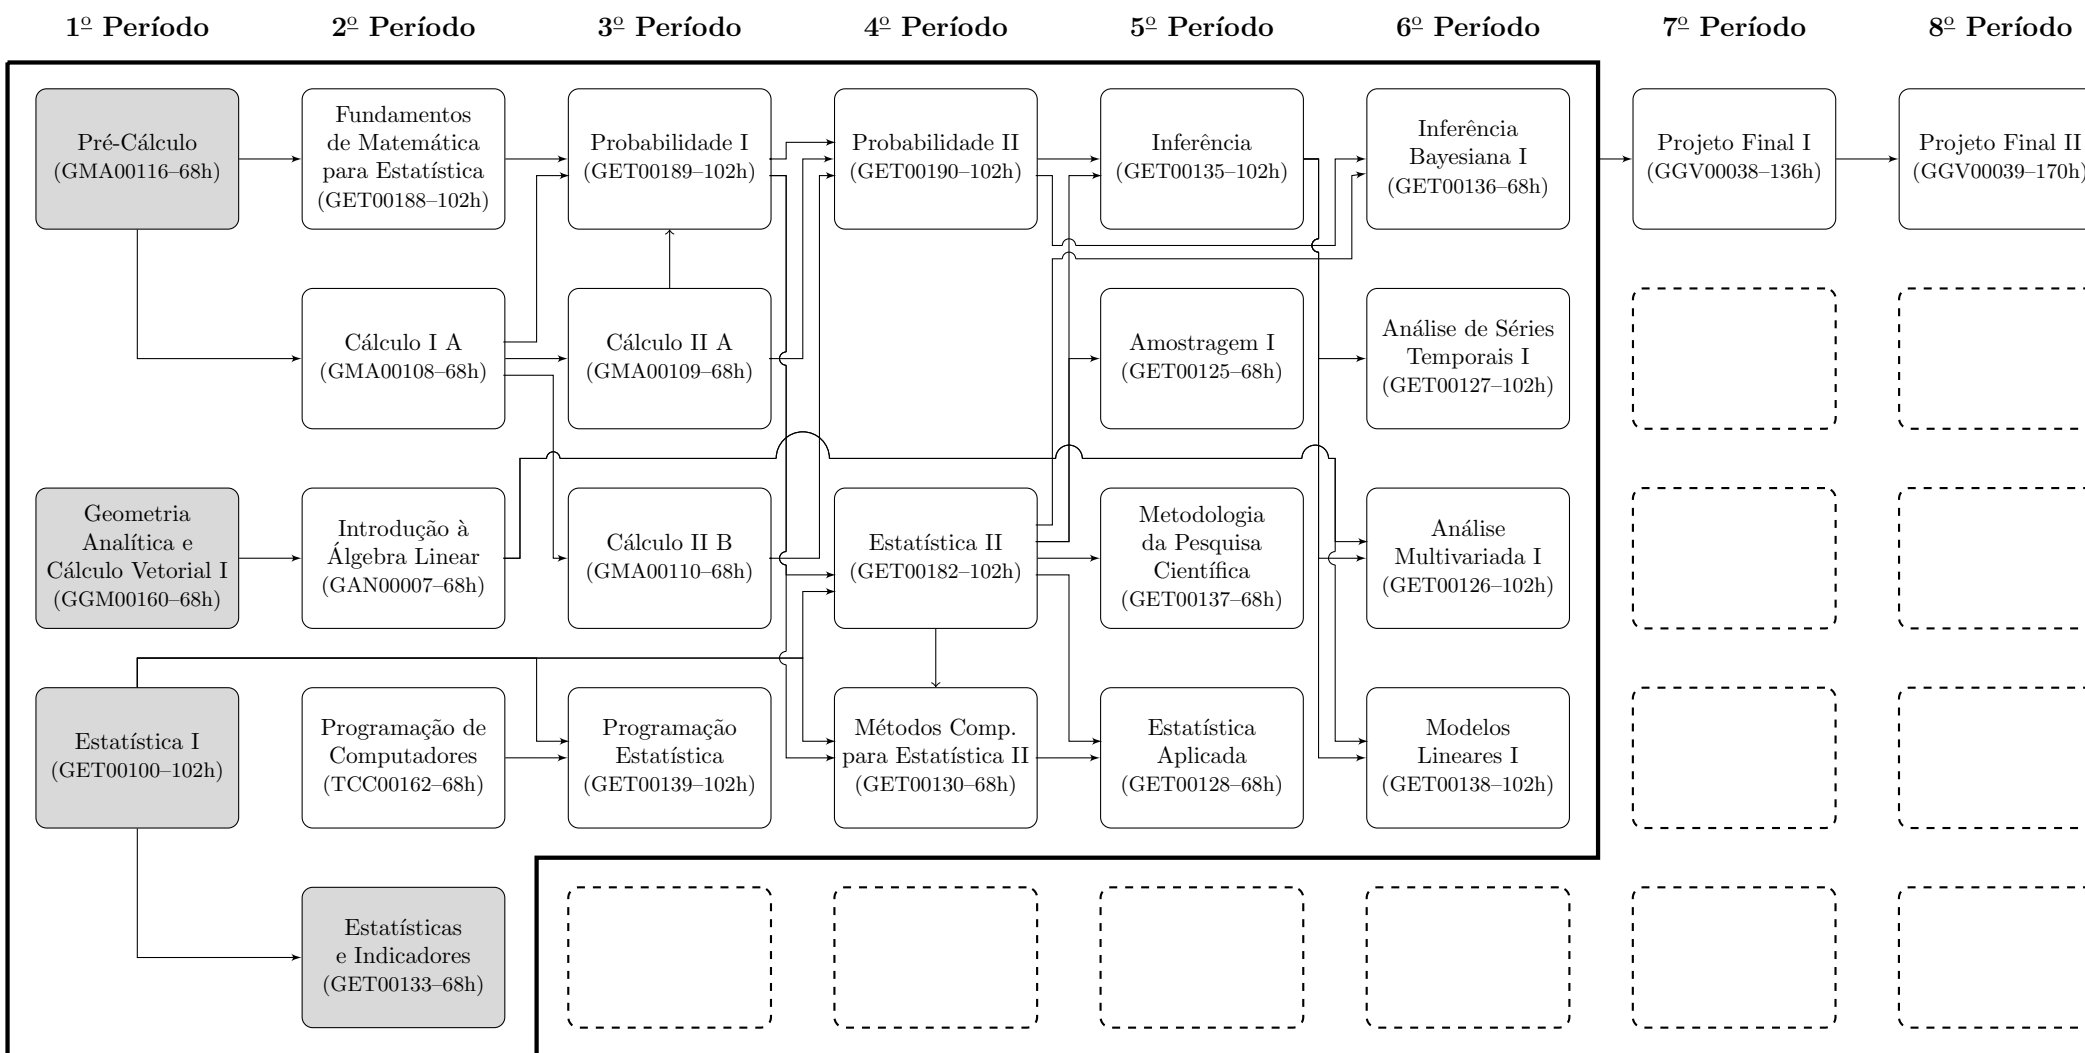 1º Período
2º Período
3º Período
4º Período
5º Período
6º Período
7º Período
8º Período
Pré-Cálculo
(GMA00116–68h)
Fundamentos
de Matemática
para Estatística
(GET00188–102h)
Probabilidade I
(GET00189–102h)
Probabilidade II
(GET00190–102h)
Inferência
(GET00135–102h)
Inferência
Bayesiana I
(GET00136–68h)
Projeto Final I
(GGV00038–136h)
Projeto Final II
(GGV00039–170h)
Cálculo I A
(GMA00108–68h)
Cálculo II A
(GMA00109–68h)
Amostragem I
(GET00125–68h)
Análise de Séries
Temporais I
(GET00127–102h)
Geometria
Analítica e
Cálculo Vetorial I
(GGM00160–68h)
Introdução à
Álgebra Linear
(GAN00007–68h)
Cálculo II B
(GMA00110–68h)
Estatística II
(GET00182–102h)
Metodologia
da Pesquisa
Científica
(GET00137–68h)
Análise
Multivariada I
(GET00126–102h)
Estatística I
(GET00100–102h)
Programação de
Computadores
(TCC00162–68h)
Programação
Estatística
(GET00139–102h)
Métodos Comp.
para Estatística II
(GET00130–68h)
Estatística
Aplicada
(GET00128–68h)
Modelos
Lineares I
(GET00138–102h)
Estatísticas
e Indicadores
(GET00133–68h)